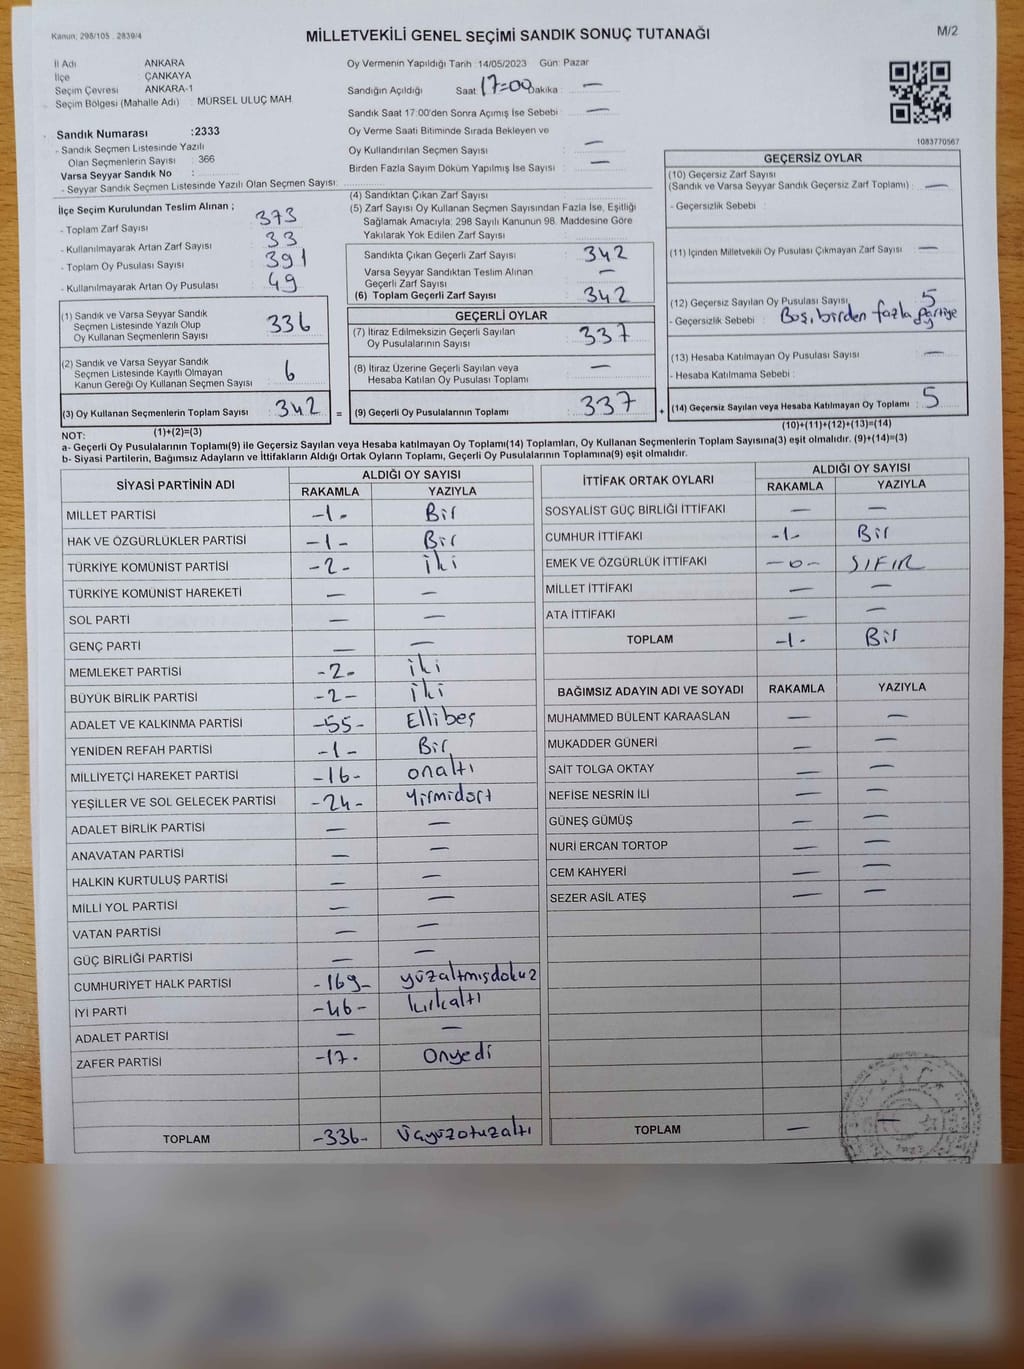 Kanun: 298/105 : 2839/4
MİLLETVEKİLİ GENEL SEÇİMİ SANDIK SONUÇ TUTANAĞI
M/2
İl Adı ANKARA
İlçe ÇANKAYA
Seçim Çevresi ANKARA-1
Seçim Bölgesi (Mahalle Adı) : MÜRSEL ULUÇ MAH
Sandık Numarası :2333
- Sandık Seçmen Listesinde Yazılı
Olan Seçmenlerin Sayısı : 366
Varsa Seyyar Sandık No :
- Seyyar Sandık Seçmen Listesinde Yazılı Olan Seçmen Sayısı:
Oy Vermenin Yapıldığı Tarih : 14/05/2023 Gün: Pazar
Sandığın Açıldığı Saat 17:00 Dakika : —
Sandık Saat 17:00'den Sonra Açımış İse Sebebi : —
Oy Verme Saati Bitiminde Sırada Bekleyen ve
Oy Kullandırılan Seçmen Sayısı : —
Birden Fazla Sayım Döküm Yapılmış İse Sayısı : —
1083770567
İlçe Seçim Kurulundan Teslim Alınan ;
- Toplam Zarf Sayısı : 373
- Kullanılmayarak Artan Zarf Sayısı : 33
- Toplam Oy Pusulası Sayısı : 391
- Kullanılmayarak Artan Oy Pusulası : 49
(1) Sandık ve Varsa Seyyar Sandık
Seçmen Listesinde Yazılı Olup
Oy Kullanan Seçmenlerin Sayısı : 336
(2) Sandık ve Varsa Seyyar Sandık
Seçmen Listesinde Kayıtlı Olmayan
Kanun Gereği Oy Kullanan Seçmen Sayısı : 6
(3) Oy Kullanan Seçmenlerin Toplam Sayısı : 342 =
(4) Sandıktan Çıkan Zarf Sayısı :
(5) Zarf Sayısı Oy Kullanan Seçmen Sayısından Fazla İse, Eşitliği
Sağlamak Amacıyla; 298 Sayılı Kanunun 98. Maddesine Göre
Yakılarak Yok Edilen Zarf Sayısı :
Sandıkta Çıkan Geçerli Zarf Sayısı : 342
Varsa Seyyar Sandıktan Teslim Alınan
Geçerli Zarf Sayısı : —
(6) Toplam Geçerli Zarf Sayısı : 342
GEÇERLİ OYLAR
(7) İtiraz Edilmeksizin Geçerli Sayılan
Oy Pusulalarının Sayısı : 337
(8) İtiraz Üzerine Geçerli Sayılan veya
Hesaba Katılan Oy Pusulası Toplamı : —
(9) Geçerli Oy Pusulalarının Toplamı : 337 +
GEÇERSİZ OYLAR
(10) Geçersiz Zarf Sayısı
(Sandık ve Varsa Seyyar Sandık Geçersiz Zarf Toplamı) : —
- Geçersizlik Sebebi :
(11) İçinden Milletvekili Oy Pusulası Çıkmayan Zarf Sayısı : —
(12) Geçersiz Sayılan Oy Pusulası Sayısı : 5
- Geçersizlik Sebebi : Boş, birden fazla partiye
(13) Hesaba Katılmayan Oy Pusulası Sayısı : —
- Hesaba Katılmama Sebebi :
(14) Geçersiz Sayılan veya Hesaba Katılmayan Oy Toplamı : 5
NOT: (1)+(2)=(3) (10)+(11)+(12)+(13)=(14)
a- Geçerli Oy Pusulalarının Toplamı(9) ile Geçersiz Sayılan veya Hesaba katılmayan Oy Toplamı(14) Toplamları, Oy Kullanan Seçmenlerin Toplam Sayısına(3) eşit olmalıdır. (9)+(14)=(3)
b- Siyasi Partilerin, Bağımsız Adayların ve İttifakların Aldığı Ortak Oyların Toplamı, Geçerli Oy Pusulalarının Toplamına(9) eşit olmalıdır.
SİYASİ PARTİNİN ADI ALDIĞI OY SAYISI
RAKAMLA YAZIYLA
MİLLET PARTİSİ -1- Bir
HAK VE ÖZGÜRLÜKLER PARTİSİ -1- Bir
TÜRKİYE KOMÜNİST PARTİSİ -2- iki
TÜRKİYE KOMÜNİST HAREKETİ — —
SOL PARTİ — —
GENÇ PARTİ — —
MEMLEKET PARTİSİ -2- iki
BÜYÜK BİRLİK PARTİSİ -2- iki
ADALET VE KALKINMA PARTİSİ -55- Ellibeş
YENİDEN REFAH PARTİSİ -1- Bir
MİLLİYETÇİ HAREKET PARTİSİ -16- onaltı
YEŞİLLER VE SOL GELECEK PARTİSİ -24- Yirmidört
ADALET BİRLİK PARTİSİ — —
ANAVATAN PARTİSİ — —
HALKIN KURTULUŞ PARTİSİ — —
MİLLİ YOL PARTİSİ — —
VATAN PARTİSİ — —
GÜÇ BİRLİĞİ PARTİSİ — —
CUMHURİYET HALK PARTİSİ -169- yüzaltmışdokuz
İYİ PARTİ -46- kırkaltı
ADALET PARTİSİ — —
ZAFER PARTİSİ -17- Onyedi
TOPLAM -336- Üçyüzotuzaltı
İTTİFAK ORTAK OYLARI ALDIĞI OY SAYISI
RAKAMLA YAZIYLA
SOSYALİST GÜÇ BİRLİĞİ İTTİFAKI — —
CUMHUR İTTİFAKI -1- Bir
EMEK VE ÖZGÜRLÜK İTTİFAKI -0- SIFIR
MİLLET İTTİFAKI — —
ATA İTTİFAKI — —
TOPLAM -1- Bir
BAĞIMSIZ ADAYIN ADI VE SOYADI RAKAMLA YAZIYLA
MUHAMMED BÜLENT KARAASLAN — —
MUKADDER GÜNERİ — —
SAİT TOLGA OKTAY — —
NEFİSE NESRİN İLİ — —
GÜNEŞ GÜMÜŞ — —
NURİ ERCAN TORTOP — —
CEM KAHYERİ — —
SEZER ASİL ATEŞ — —
TOPLAM — —